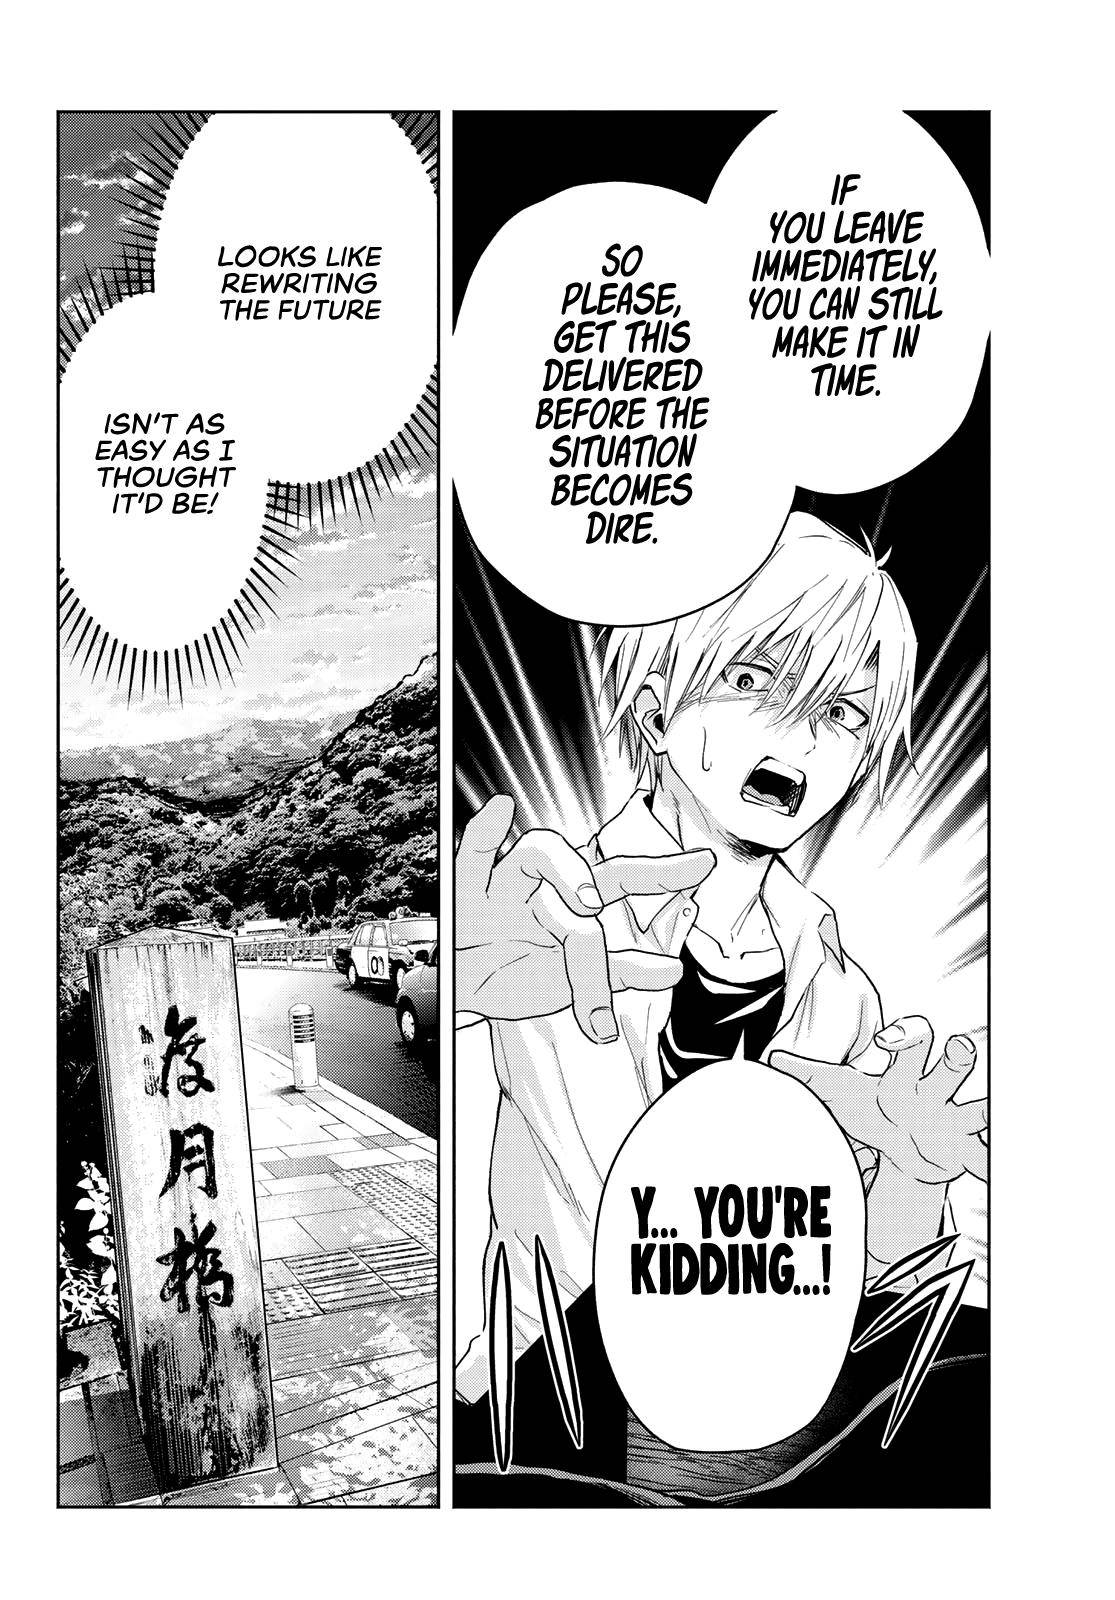 IF
YOU LEAVE
IMMEDIATELY,
YOU CAN STILL
MAKE IT IN
TIME.
SO
PLEASE,
GET THIS
DELIVERED
BEFORE THE
SITUATION
BECOMES
DIRE.
Y... YOU'RE
KIDDING...!
LOOKS LIKE
REWRITING
THE FUTURE
ISN'T AS
EASY AS I
THOUGHT
IT'D BE!
渡月橋